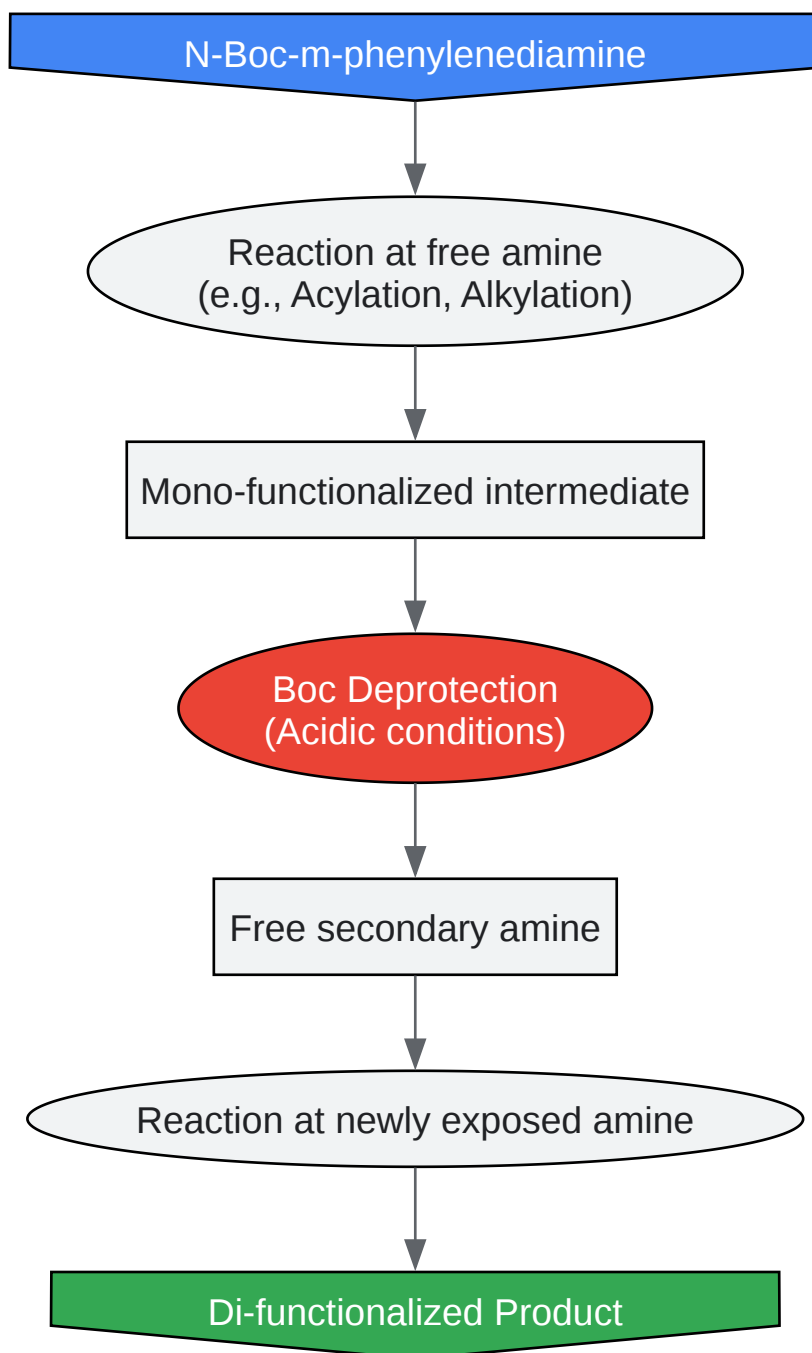 N-Boc-m-phenylenediamine
Reaction at free amine
(e.g., Acylation, Alkylation)
Mono-functionalized intermediate
Boc Deprotection
(Acidic conditions)
Free secondary amine
Reaction at newly exposed amine
Di-functionalized Product